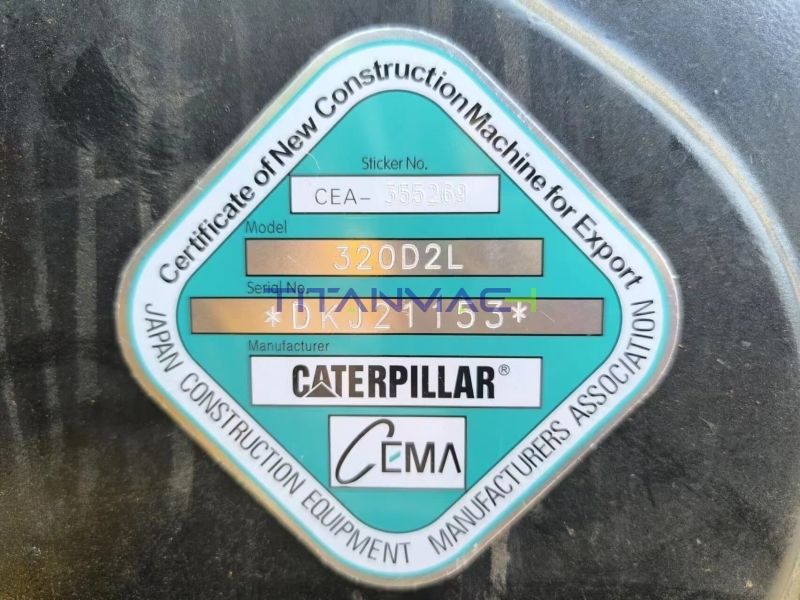 Certificate of New Construction Machine for Export
Sticker No.
CEA- 355269
Model
320D2L
Serial No.
TITANMACH
*DKJ21153*
Manufacturer
CATERPILLAR®
CEMA
JAPAN CONSTRUCTION EQUIPMENT MANUFACTURERS ASSOCIATION